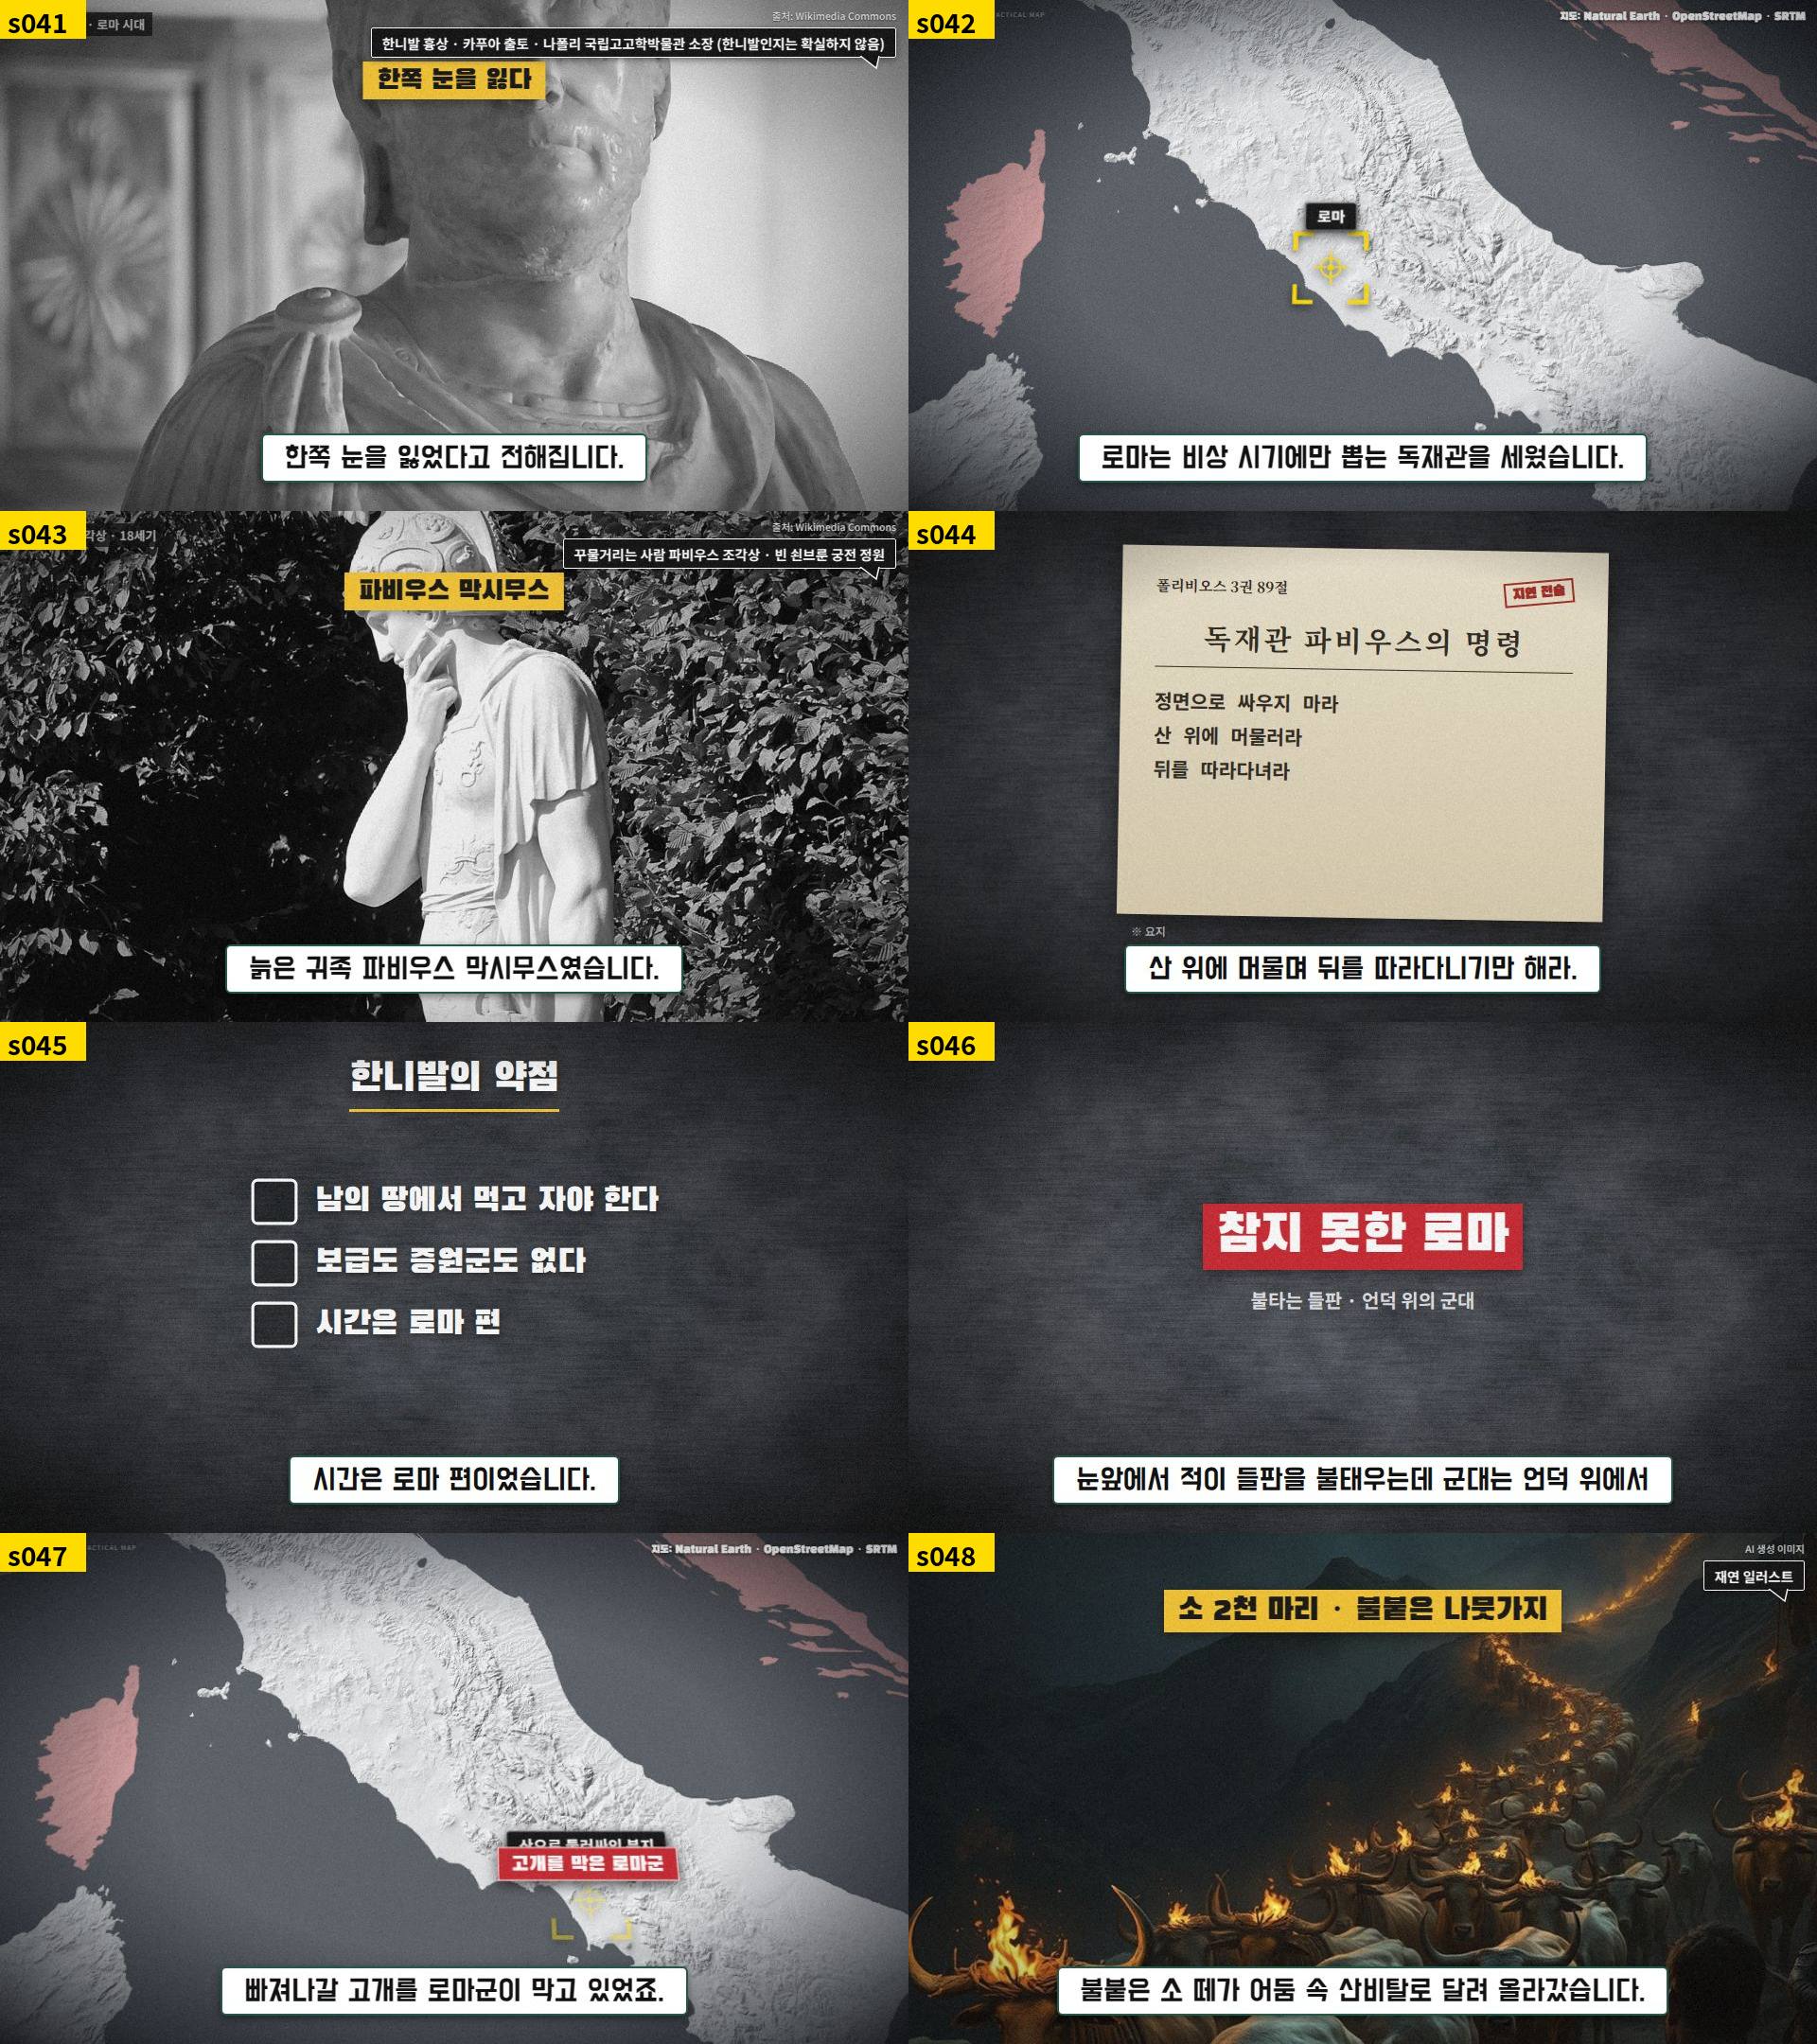 s041
· 로마 시대
출처: Wikimedia Commons
한니발 흉상 · 카푸아 출토 · 나폴리 국립고고학박물관 소장 (한니발인지는 확실하지 않음)
한쪽 눈을 잃다
한쪽 눈을 잃었다고 전해집니다.
s042
ACTICAL MAP
지도: Natural Earth · OpenStreetMap · SRTM
로마
로마는 비상 시기에만 뽑는 독재관을 세웠습니다.
s043
각상 · 18세기
출처: Wikimedia Commons
꾸물거리는 사람 파비우스 조각상 · 빈 쇤브룬 궁전 정원
파비우스 막시무스
늙은 귀족 파비우스 막시무스였습니다.
s044
폴리비오스 3권 89절
지연 전술
독재관 파비우스의 명령
정면으로 싸우지 마라
산 위에 머물러라
뒤를 따라다녀라
※ 요지
산 위에 머물며 뒤를 따라다니기만 해라.
s045
한니발의 약점
남의 땅에서 먹고 자야 한다
보급도 증원군도 없다
시간은 로마 편
시간은 로마 편이었습니다.
s046
참지 못한 로마
불타는 들판 · 언덕 위의 군대
눈앞에서 적이 들판을 불태우는데 군대는 언덕 위에서
s047
ACTICAL MAP
지도: Natural Earth · OpenStreetMap · SRTM
산으로 둘러싸인 분지
고개를 막은 로마군
빠져나갈 고개를 로마군이 막고 있었죠.
s048
AI 생성 이미지
재연 일러스트
소 2천 마리 · 불붙은 나뭇가지
불붙은 소 떼가 어둠 속 산비탈로 달려 올라갔습니다.